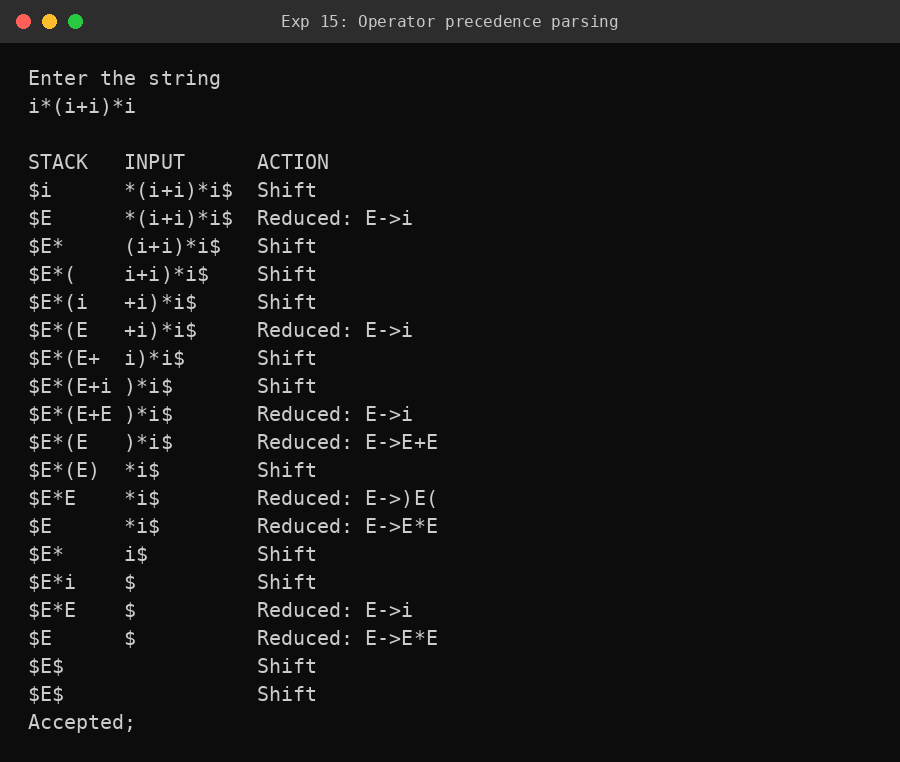 Exp 15: Operator precedence parsing
Enter the string
i*(i+i)*i
STACK   INPUT      ACTION
$i      *(i+i)*i$  Shift
$E      *(i+i)*i$  Reduced: E->i
$E*     (i+i)*i$   Shift
$E*(    i+i)*i$    Shift
$E*(i   +i)*i$     Shift
$E*(E   +i)*i$     Reduced: E->i
$E*(E+  i)*i$      Shift
$E*(E+i )*i$       Shift
$E*(E+E )*i$       Reduced: E->i
$E*(E   )*i$       Reduced: E->E+E
$E*(E)  *i$        Shift
$E*E    *i$        Reduced: E->)E(
$E      *i$        Reduced: E->E*E
$E*     i$         Shift
$E*i    $          Shift
$E*E    $          Reduced: E->i
$E      $          Reduced: E->E*E
$E$                Shift
$E$                Shift
Accepted;